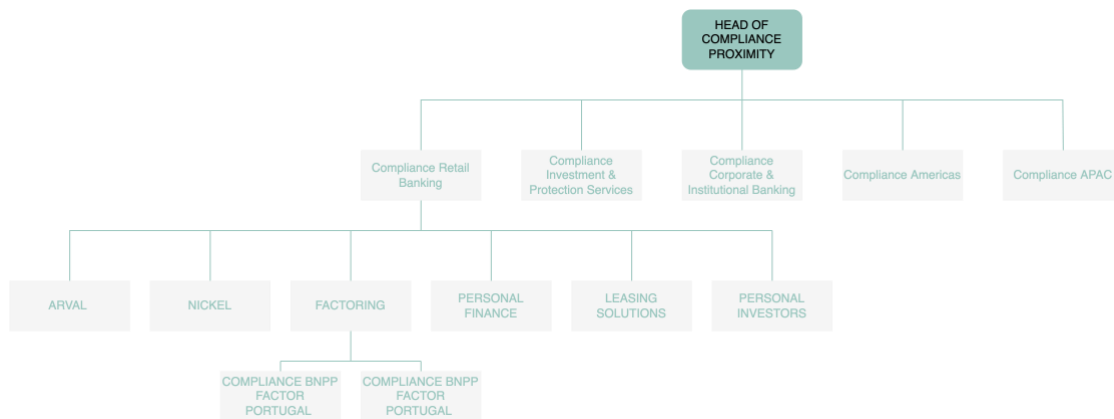 HEAD OF
COMPLIANCE
PROXIMITY
Compliance Retail
Banking
Compliance
Investment &
Protection Services
Compliance
Corporate &
Institutional Banking
Compliance Americas
Compliance APAC
ARVAL
NICKEL
FACTORING
PERSONAL
FINANCE
LEASING
SOLUTIONS
PERSONAL
INVESTORS
COMPLIANCE BNPP
FACTOR
PORTUGAL
COMPLIANCE BNPP
FACTOR
PORTUGAL